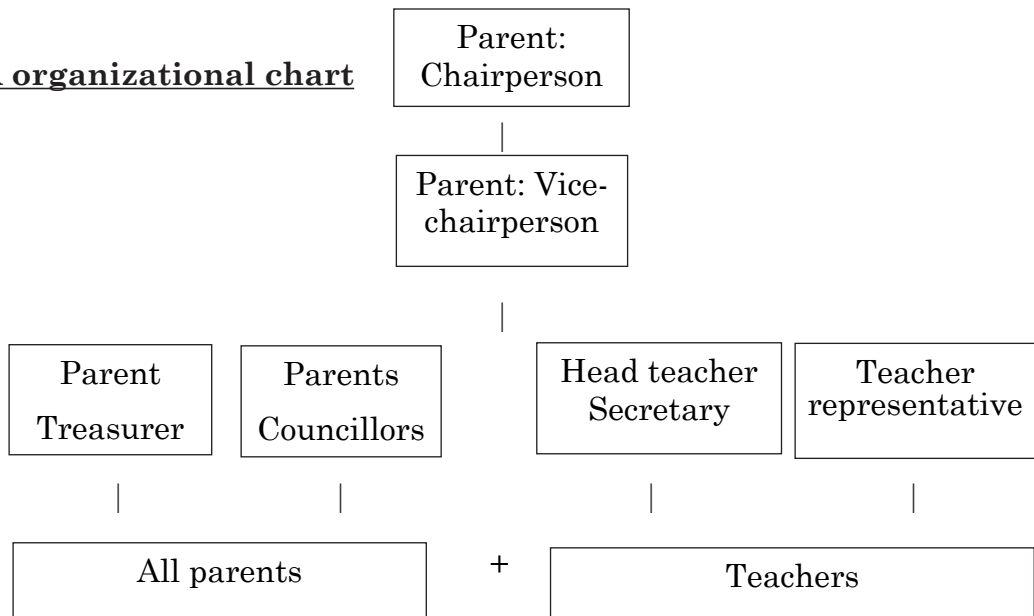 organizational chart
Parent:
Chairperson
Parent: Vice-
chairperson
Parent
Treasurer
Parents
Councillors
Head teacher
Secretary
Teacher
representative
All parents
+
Teachers